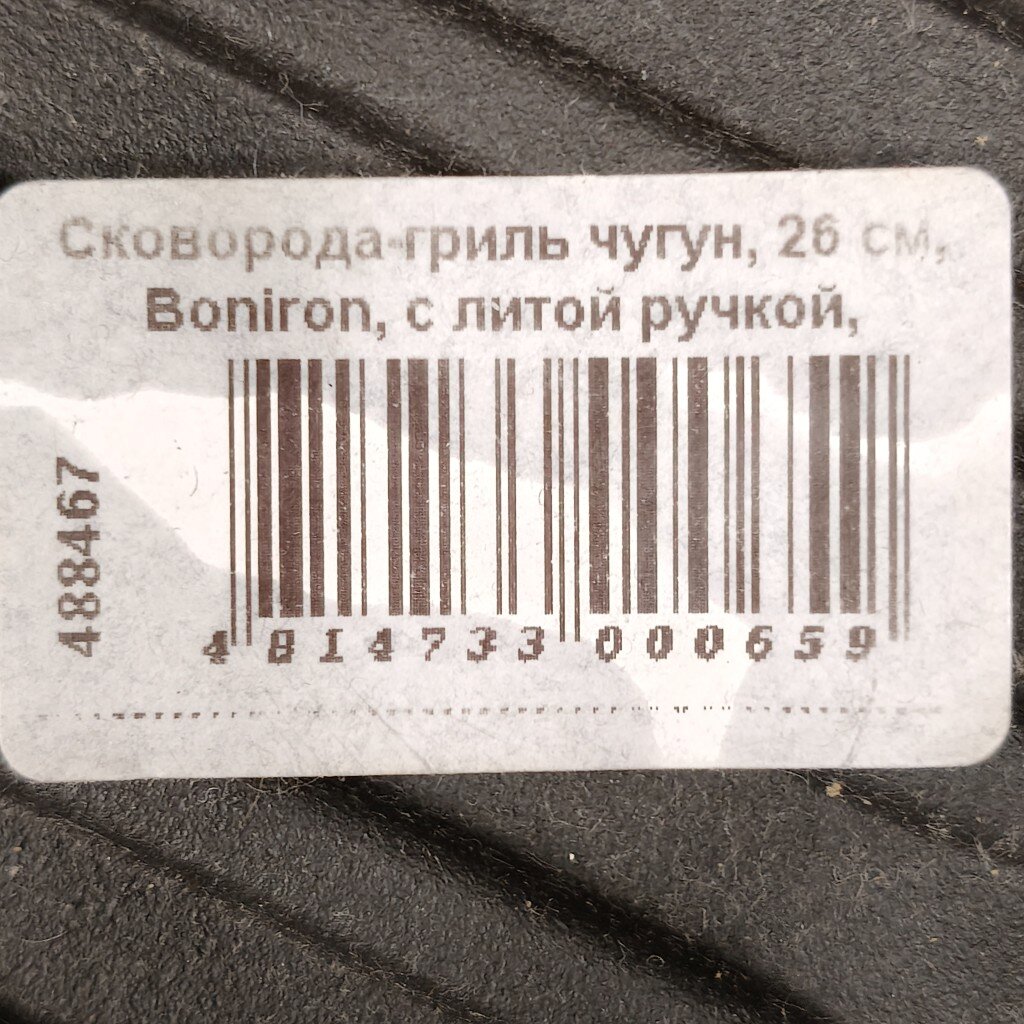 Сковорода-гриль чугун, 26 см,
Boniron, с литой ручкой,
488467
4 814733 000659